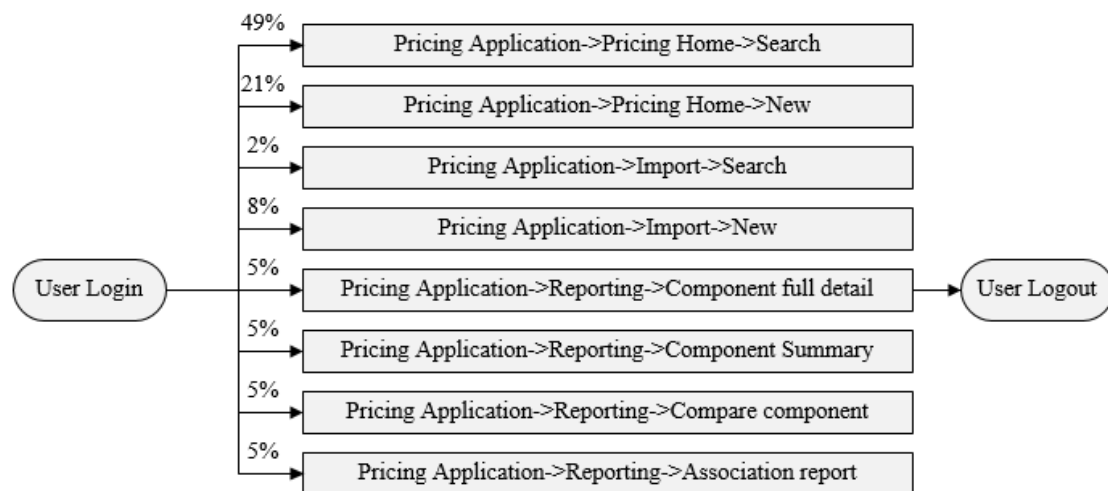 49%
Pricing Application->Pricing Home->Search
21%
Pricing Application->Pricing Home->New
2%
Pricing Application->Import->Search
8%
Pricing Application->Import->New
User Login
5%
Pricing Application->Reporting->Component full detail
User Logout
5%
Pricing Application->Reporting->Component Summary
5%
Pricing Application->Reporting->Compare component
5%
Pricing Application->Reporting->Association report